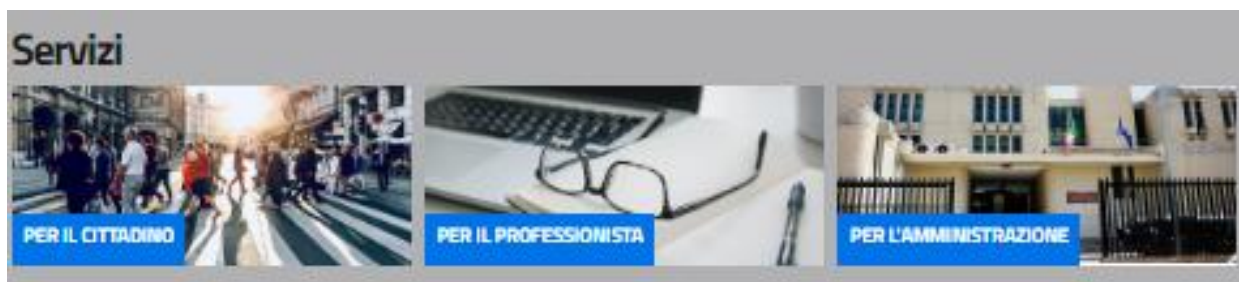 Servizi
PER IL CITTADINO
PER IL PROFESSIONISTA
PER L'AMMINISTRAZIONE